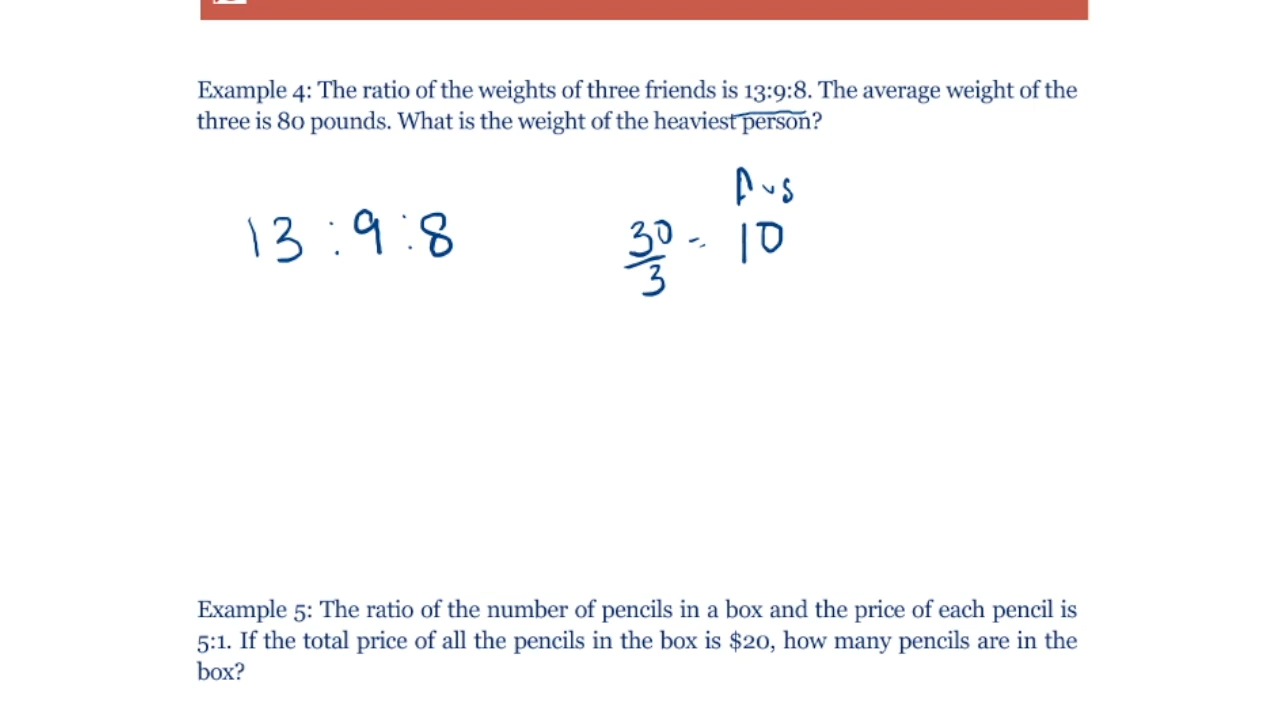 Example 4: The ratio of the weights of three friends is 13:9:8. The average weight of the
three is 80 pounds. What is the weight of the heaviest person?
Avg
13 : 9 : 8
30
3
= 10
Example 5: The ratio of the number of pencils in a box and the price of each pencil is
5:1. If the total price of all the pencils in the box is $20, how many pencils are in the
box?